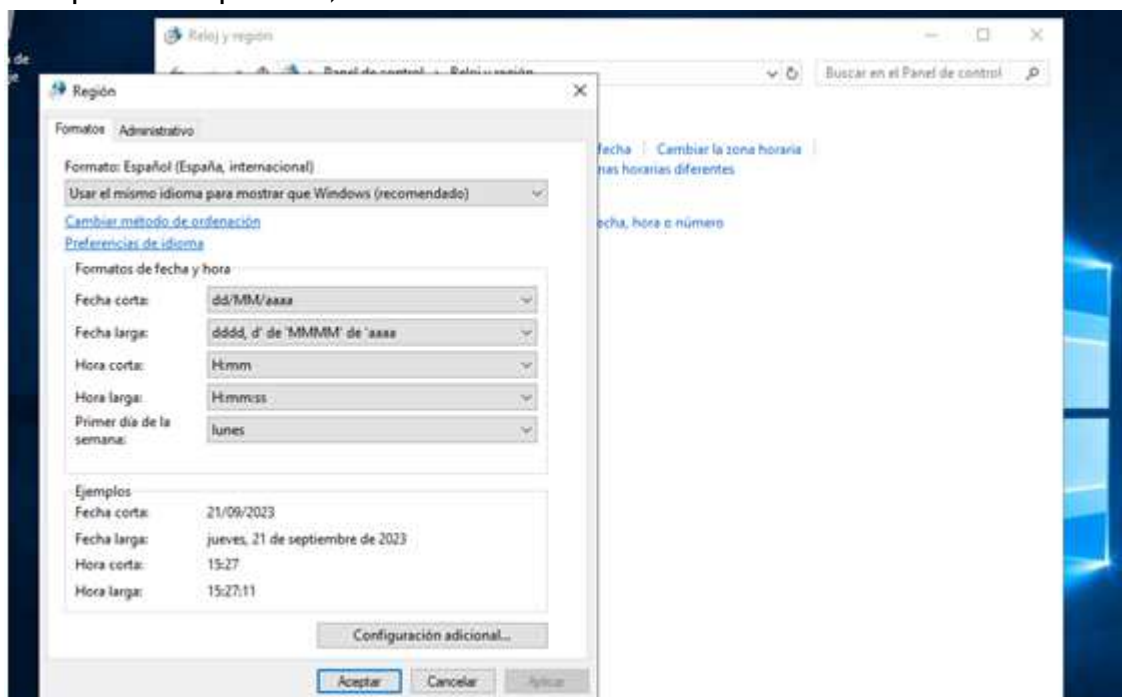 de
je
Reloj y región
Panel de control › Reloj y región
Buscar en el Panel de control
Región
Formatos Administrativo
fecha Cambiar la zona horaria
nas horarias diferentes
echa, hora o número
Formato: Español (España, internacional)
Usar el mismo idioma para mostrar que Windows (recomendado)
Cambiar método de ordenación
Preferencias de idioma
Formatos de fecha y hora
Fecha corta: dd/MM/aaaa
Fecha larga: dddd, d' de 'MMMM' de 'aaaa
Hora corta: H:mm
Hora larga: H:mm:ss
Primer día de la
semana: lunes
Ejemplos
Fecha corta: 21/09/2023
Fecha larga: jueves, 21 de septiembre de 2023
Hora corta: 15:27
Hora larga: 15:27:11
Configuración adicional...
Aceptar Cancelar Aplicar